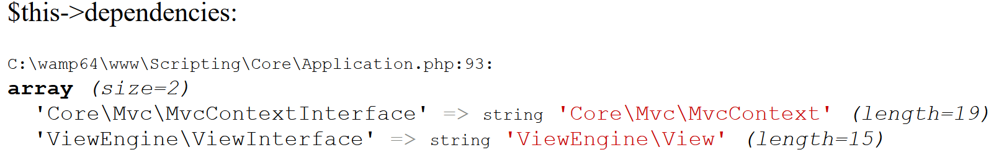 $this->dependencies:
C:\wamp64\www\Scripting\Core\Application.php:93:
array (size=2)
'Core\Mvc\MvcContextInterface' => string 'Core\Mvc\MvcContext' (length=19)
'ViewEngine\ViewInterface' => string 'ViewEngine\View' (length=15)